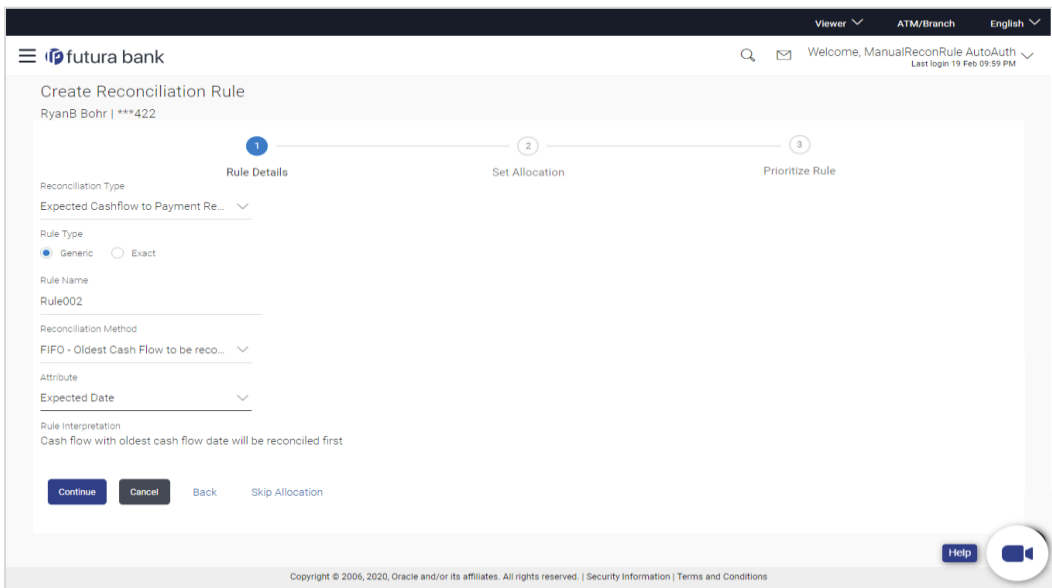 Viewer ATM/Branch English
futura bank Welcome, ManualReconRule AutoAuth
Last login 19 Feb 09:59 PM
Create Reconciliation Rule
RyanB Bohr | ***422
1 2 3
Rule Details Set Allocation Prioritize Rule
Reconciliation Type
Expected Cashflow to Payment Re...
Rule Type
Generic Exact
Rule Name
Rule002
Reconciliation Method
FIFO - Oldest Cash Flow to be reco...
Attribute
Expected Date
Rule Interpretation
Cash flow with oldest cash flow date will be reconciled first
Continue Cancel Back Skip Allocation
Help
Copyright © 2006, 2020, Oracle and/or its affiliates. All rights reserved. | Security Information | Terms and Conditions